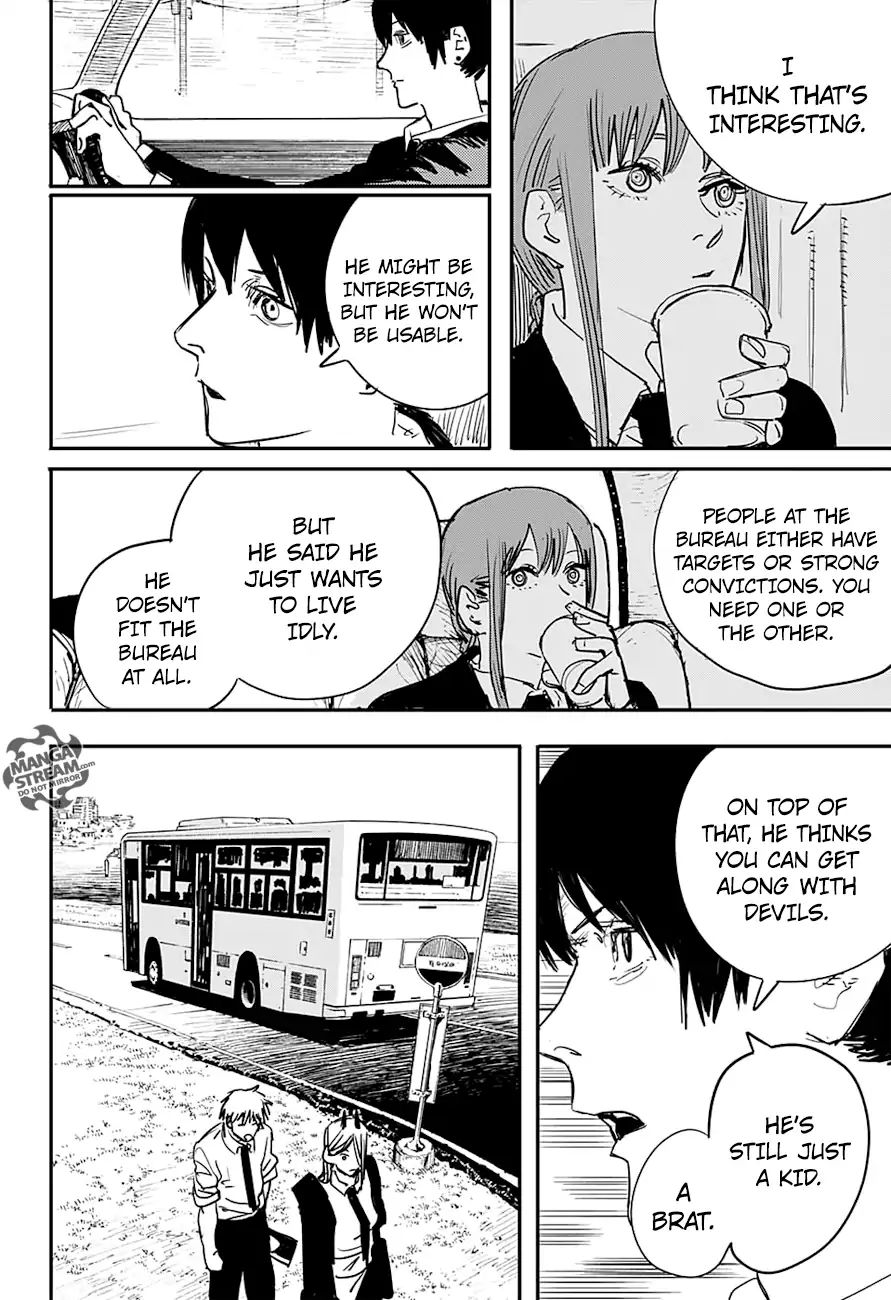 I
THINK THAT'S
INTERESTING.
HE MIGHT BE
INTERESTING,
BUT HE WON'T
BE USABLE.
PEOPLE AT THE
BUREAU EITHER HAVE
TARGETS OR STRONG
CONVICTIONS. YOU
NEED ONE OR
THE OTHER.
BUT
HE SAID HE
JUST WANTS
TO LIVE
IDLY.
HE
DOESN'T
FIT THE
BUREAU
AT ALL.
ON TOP OF
THAT, HE THINKS
YOU CAN GET
ALONG WITH
DEVILS.
HE'S
STILL JUST
A KID.
A
BRAT.
MANGA
STREAM.com
DO NOT MIRROR